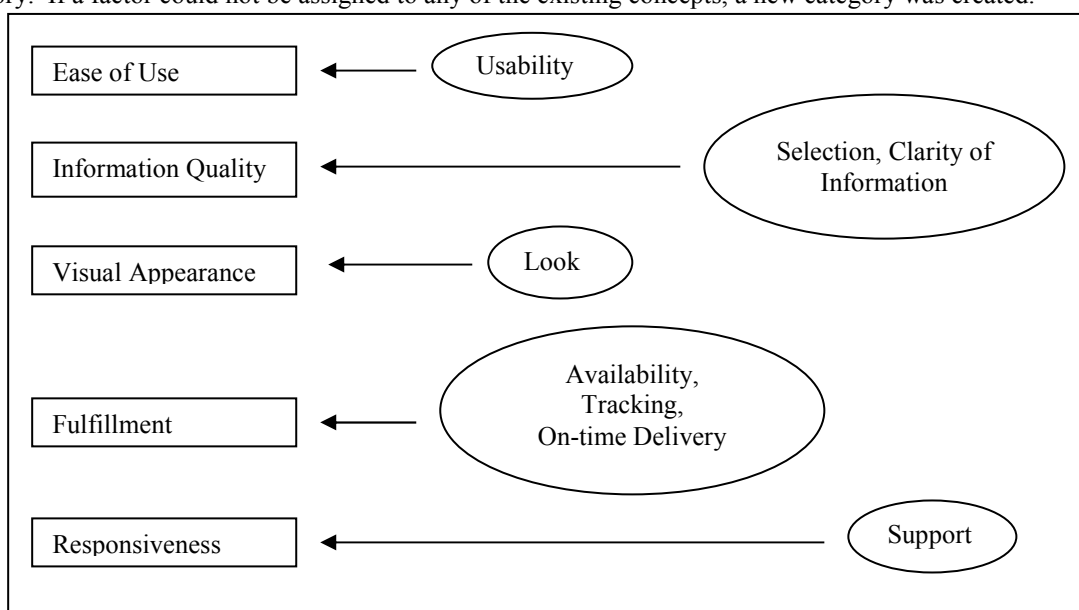 ory. If a factor could not be assigned to any of the existing concepts, a new category was created.
Ease of Use
Usability
Information Quality
Selection, Clarity of
Information
Visual Appearance
Look
Fulfillment
Availability,
Tracking,
On-time Delivery
Responsiveness
Support